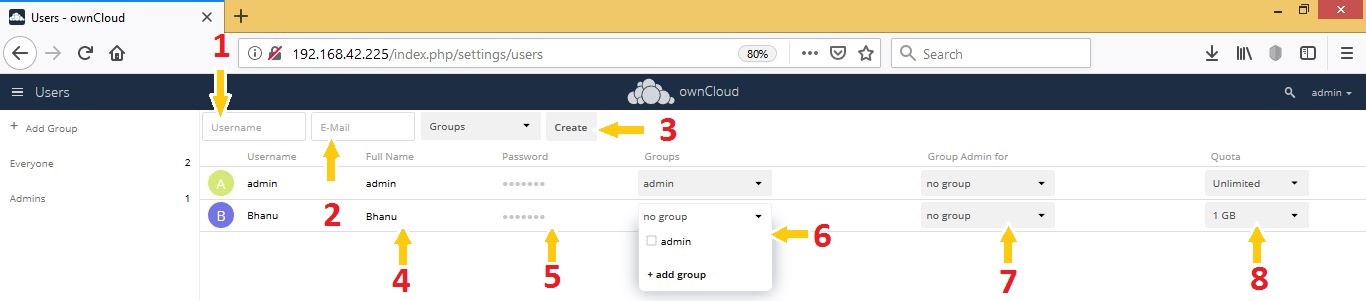 Users - ownCloud
1
192.168.42.225/index.php/settings/users
80%
Search
Users
ownCloud
admin
+ Add Group
Username
E-Mail
Groups
Create
3
Everyone 2
Username Full Name Password Groups Group Admin for Quota
A admin admin admin no group Unlimited
Admins 1
B Bhanu Bhanu no group no group 1 GB
2
6
admin
+ add group
4
5
7
8